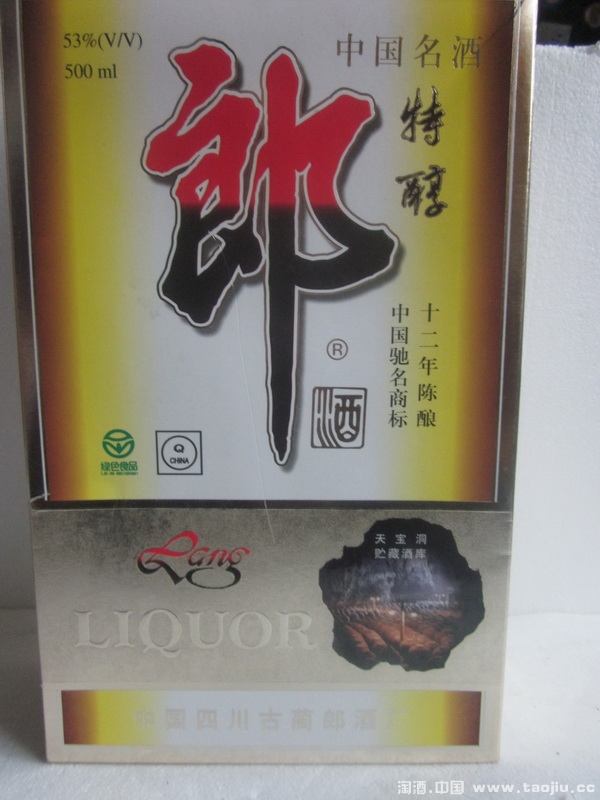 53%(V/V)
500 ml
中国名酒
郎
特醇
十二年陈酿
中国驰名商标
®
酒
绿色食品
Q
CHINA
Lang
LIQUOR
天宝洞
贮藏酒库
中国四川古蔺郎酒
淘酒.中国 www.taojiu.cc